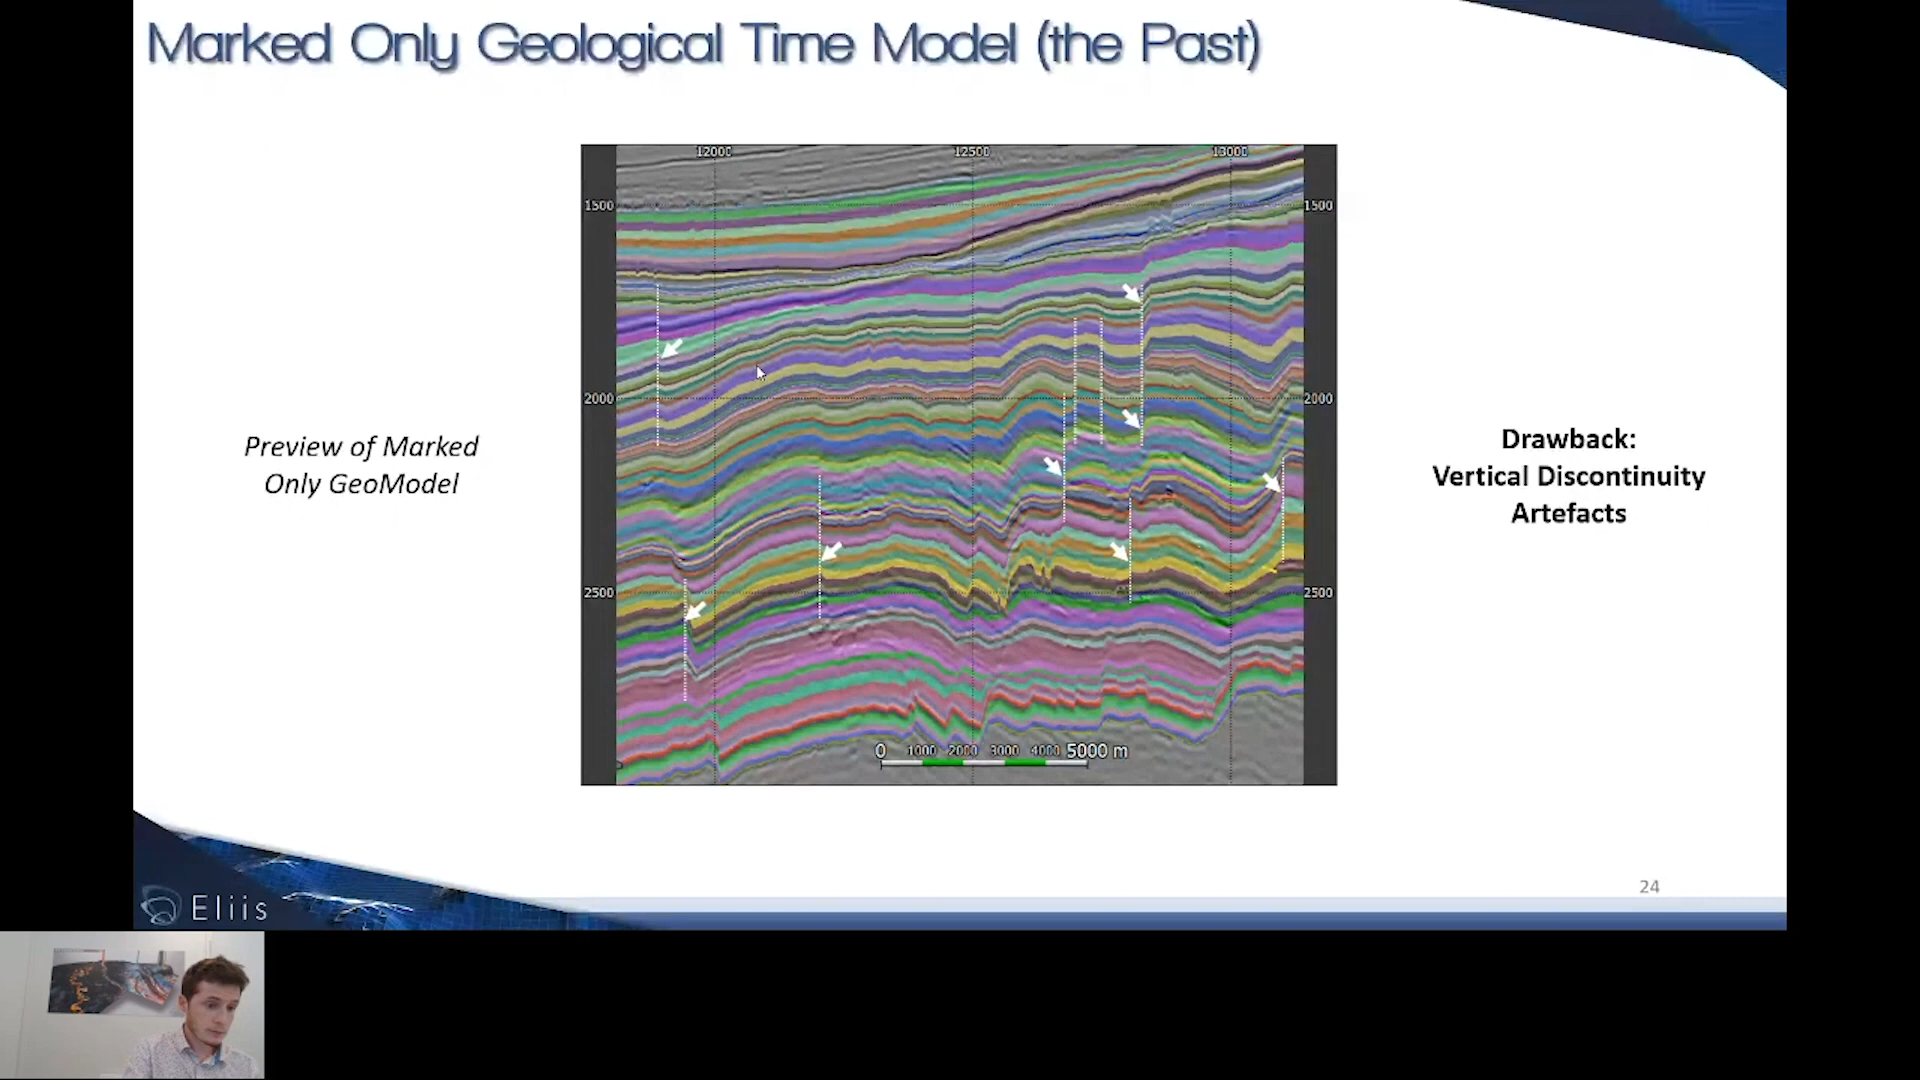 Marked Only Geological Time Model (the Past)
12000 12500 13000
1500 1500
2000 2000
Preview of Marked
Only GeoModel
Drawback:
Vertical Discontinuity
Artefacts
2500 2500
0 1000 2000 3000 4000 5000 m
24
Eliis